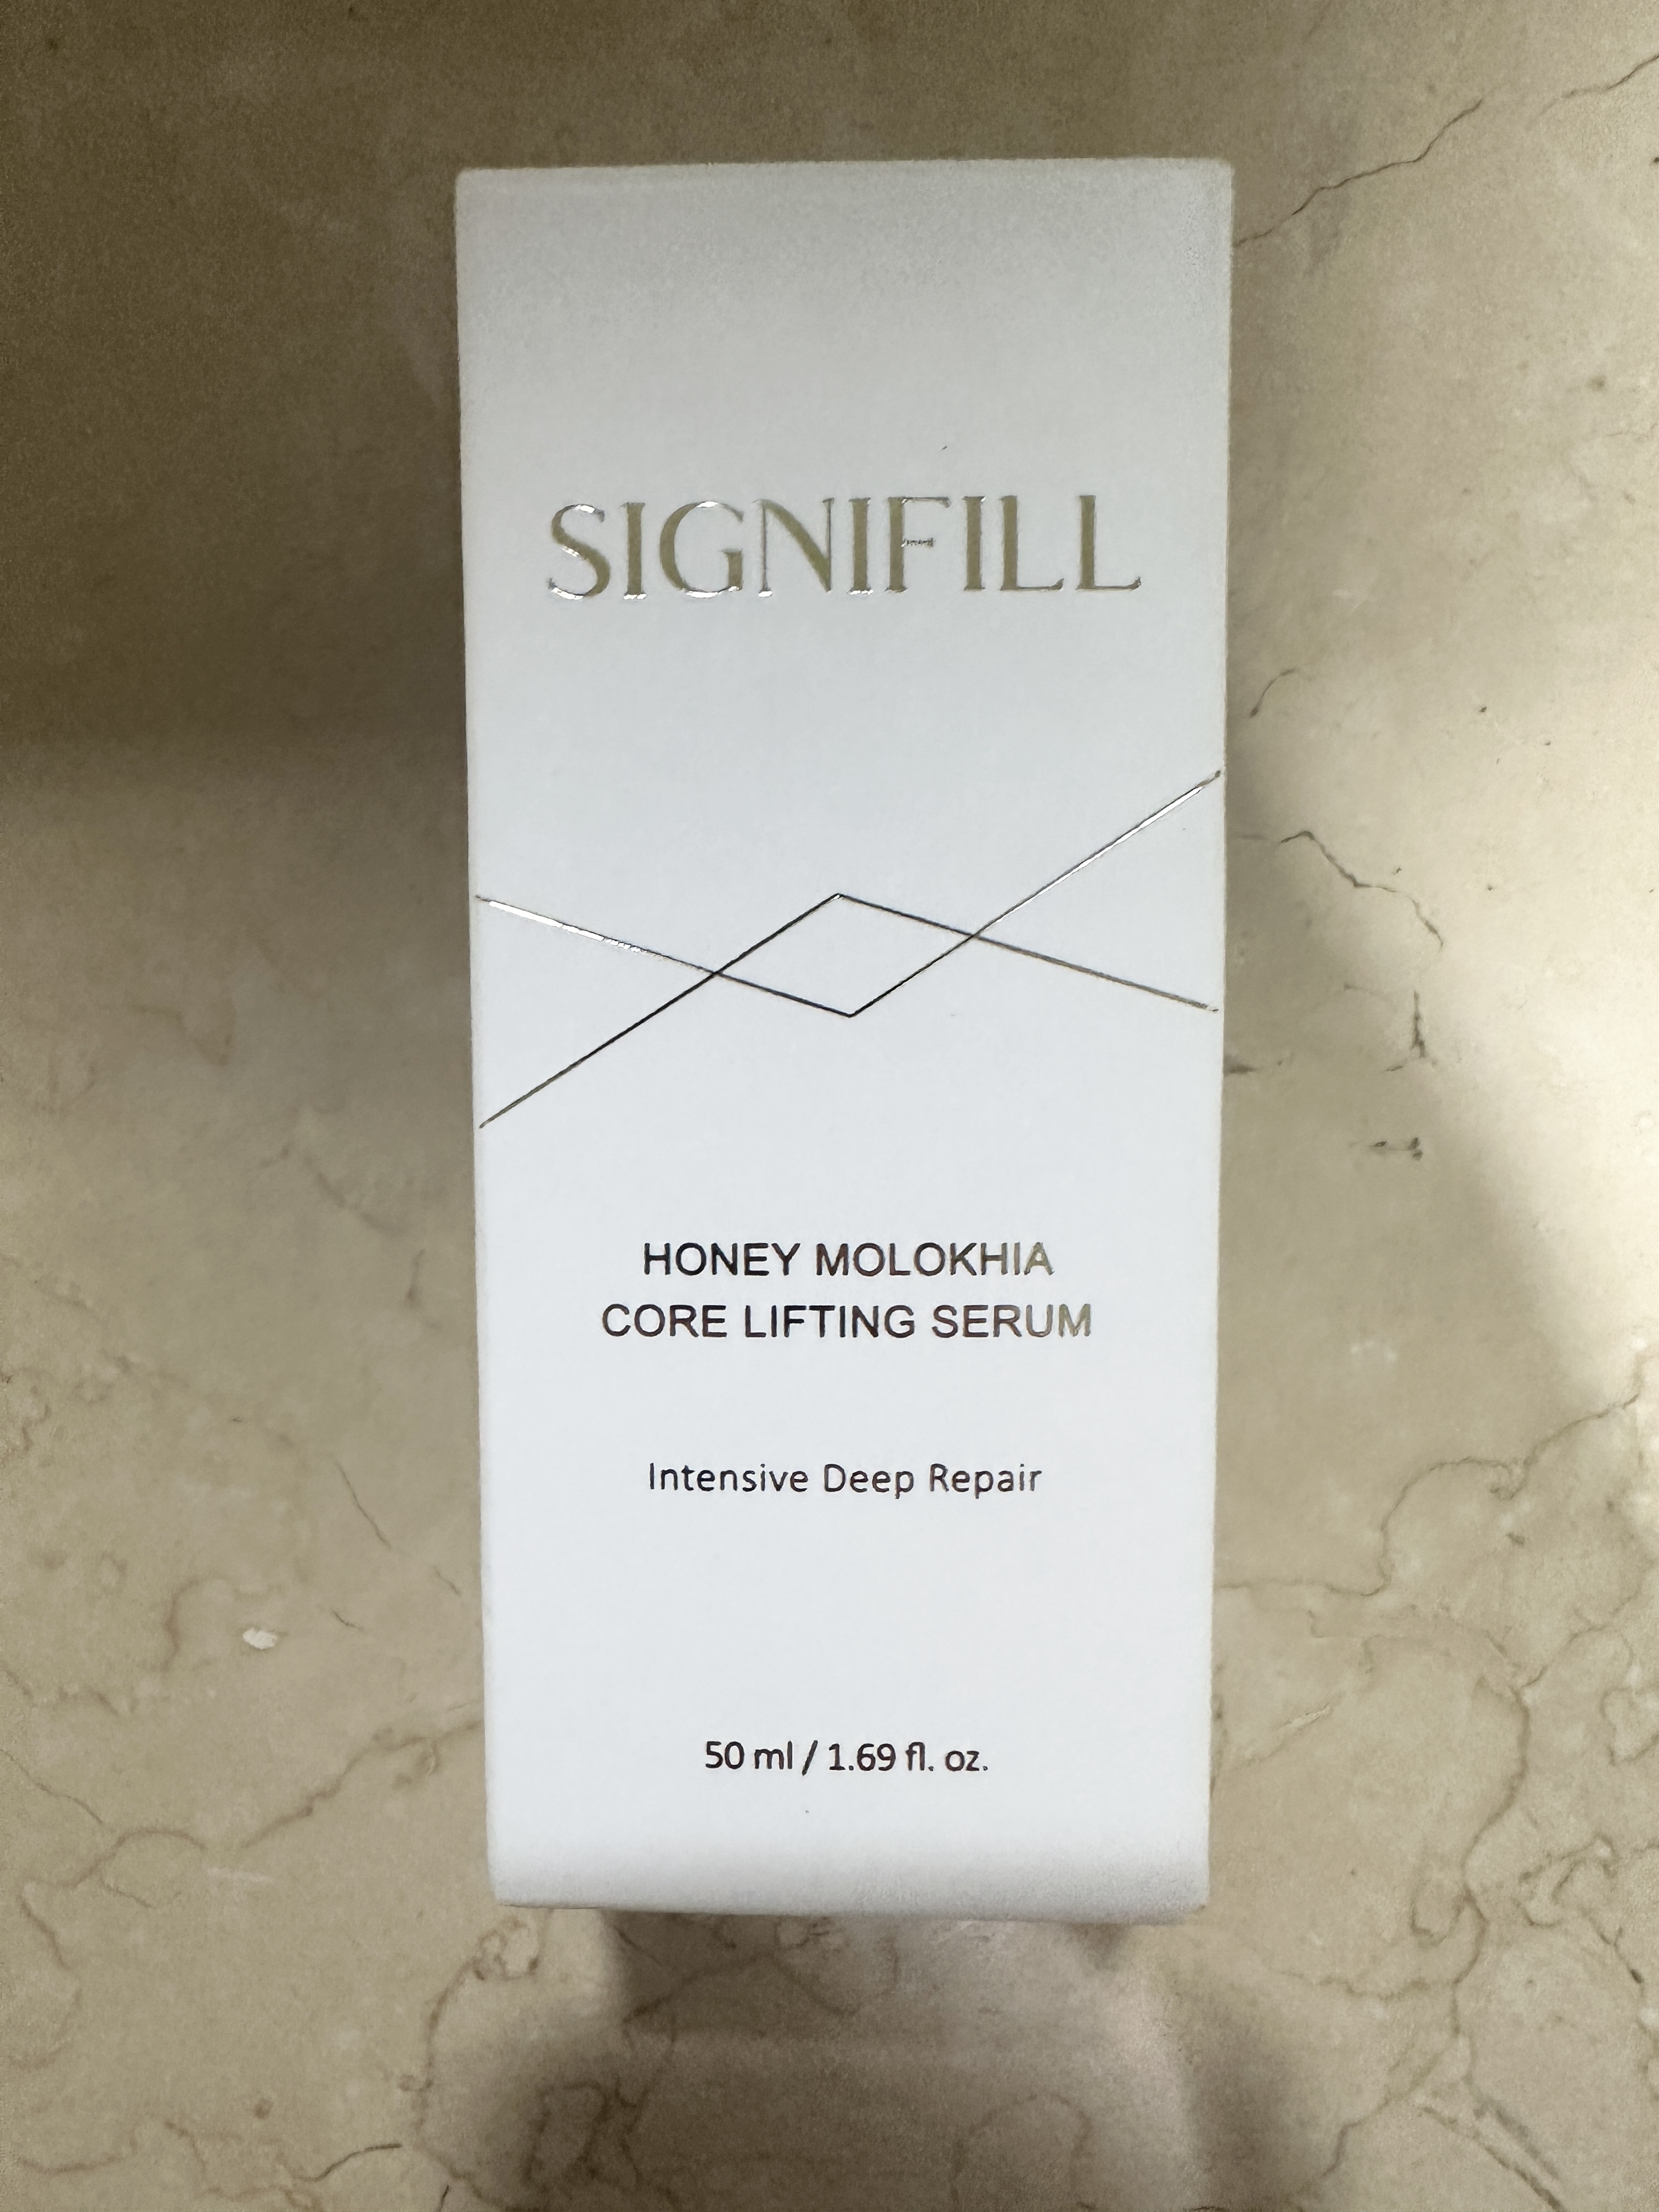 SIGNIFILL
HONEY MOLOKHIA
CORE LIFTING SERUM
Intensive Deep Repair
50 ml / 1.69 fl. oz.